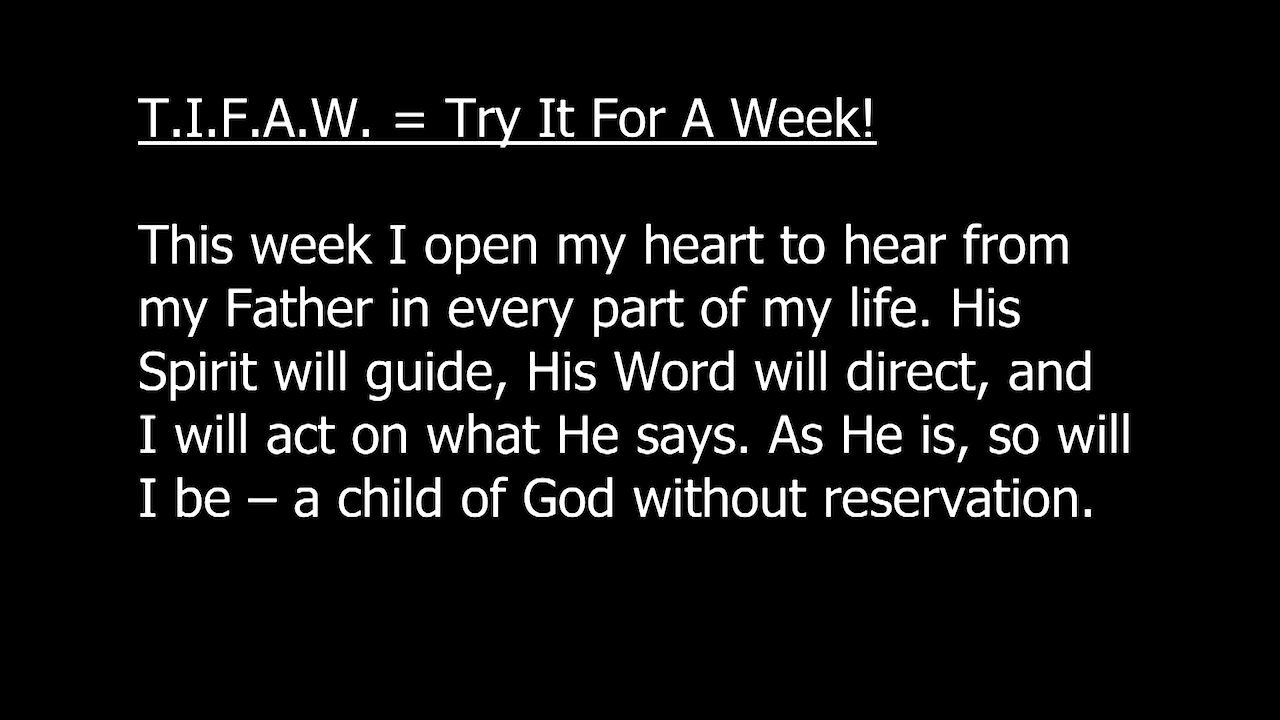 T.I.F.A.W. = Try It For A Week!
This week I open my heart to hear from
my Father in every part of my life. His
Spirit will guide, His Word will direct, and
I will act on what He says. As He is, so will
I be – a child of God without reservation.